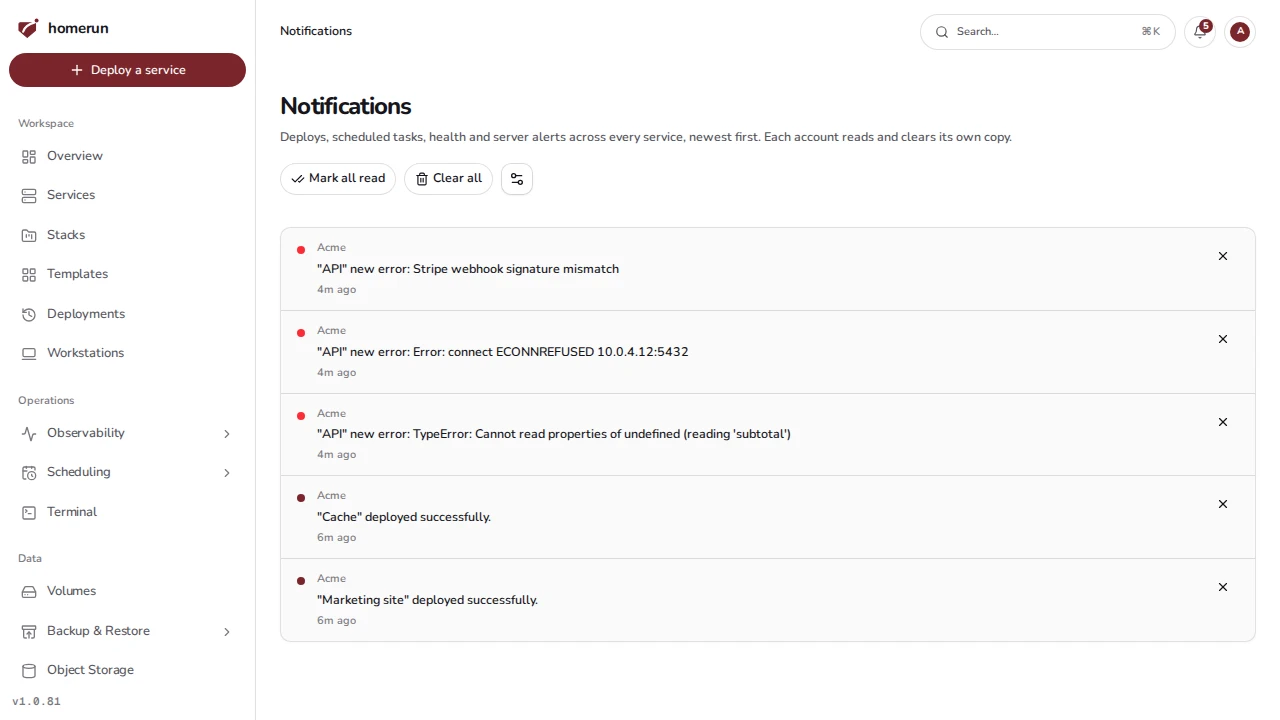 homerun
Deploy a service
Workspace
Overview
Services
Stacks
Templates
Deployments
Workstations
Operations
Observability
Scheduling
Terminal
Data
Volumes
Backup & Restore
Object Storage
v1.0.81
Notifications
Search...
⌘K
5
A
Notifications
Deploys, scheduled tasks, health and server alerts across every service, newest first. Each account reads and clears its own copy.
Mark all read
Clear all
Acme
"API" new error: Stripe webhook signature mismatch
4m ago
Acme
"API" new error: Error: connect ECONNREFUSED 10.0.4.12:5432
4m ago
Acme
"API" new error: TypeError: Cannot read properties of undefined (reading 'subtotal')
4m ago
Acme
"Cache" deployed successfully.
6m ago
Acme
"Marketing site" deployed successfully.
6m ago